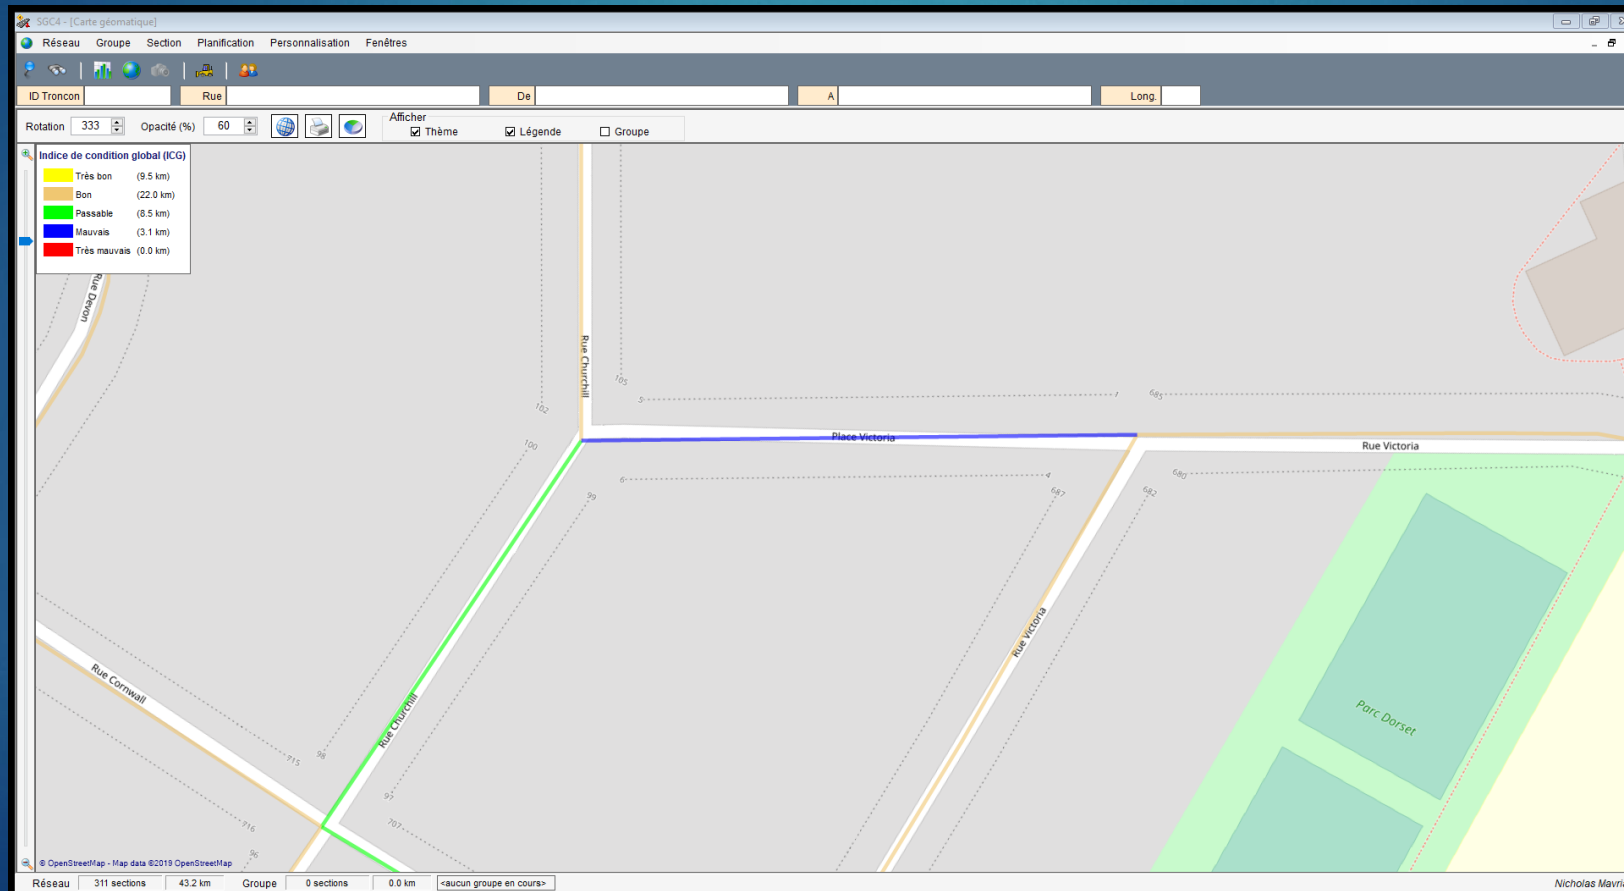 SGC4 - [Carte géomatique]
Réseau Groupe Section Planification Personnalisation Fenêtres
ID Troncon Rue De A Long.
Rotation 333 Opacité (%) 60 Afficher
Thème Légende Groupe
Indice de condition global (ICG)
Très bon (9.5 km)
Bon (22.0 km)
Passable (8.5 km)
Mauvais (3.1 km)
Très mauvais (0.0 km)
Rue Devon
Rue Churchill
105
102
5
1
685
100
Place Victoria
Rue Victoria
99
6
4
687
682
680
Rue Victoria
Rue Cornwall
Rue Churchill
Parc Dorset
715
98
97
707
716
96
© OpenStreetMap - Map data ©2019 OpenStreetMap
Réseau 311 sections 43.2 km Groupe 0 sections 0.0 km <aucun groupe en cours> Nicholas